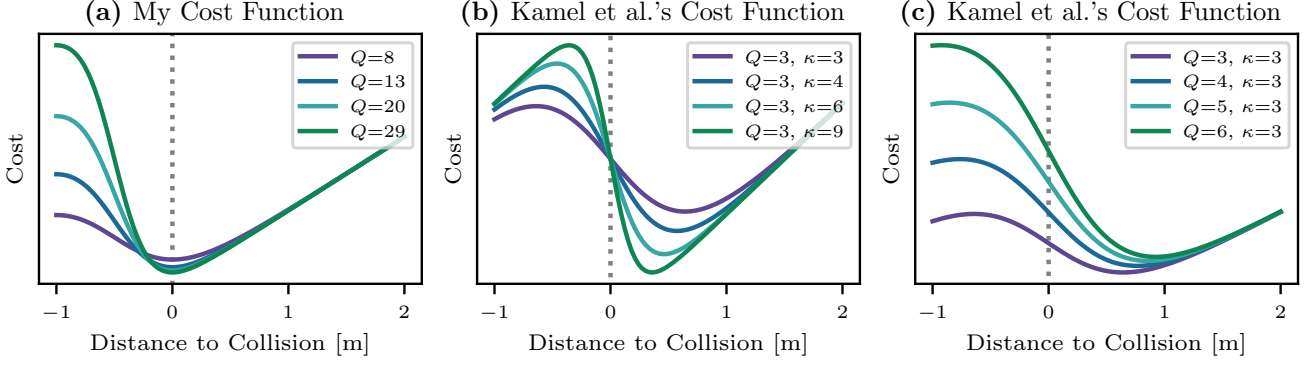 (a) My Cost Function
Q=8
Q=13
Q=20
Q=29
Cost
−1 0 1 2
Distance to Collision [m]
(b) Kamel et al.'s Cost Function
Q=3, κ=3
Q=3, κ=4
Q=3, κ=6
Q=3, κ=9
Cost
−1 0 1 2
Distance to Collision [m]
(c) Kamel et al.'s Cost Function
Q=3, κ=3
Q=4, κ=3
Q=5, κ=3
Q=6, κ=3
Cost
−1 0 1 2
Distance to Collision [m]